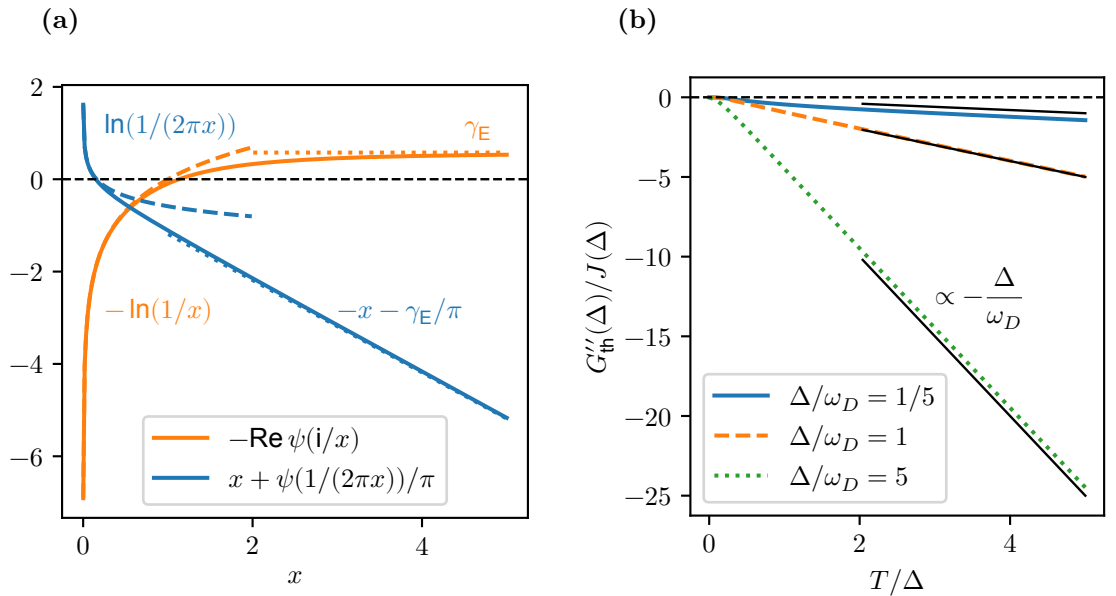 (a)
2
0
−2
−4
−6
ln(1/(2πx))
γE
−ln(1/x)
−x − γE/π
−Re ψ(i/x)
x + ψ(1/(2πx))/π
0
2
4
x
(b)
0
−5
−10
−15
−20
−25
G″th(Δ)/J(Δ)
∝ −Δ/ωD
Δ/ωD = 1/5
Δ/ωD = 1
Δ/ωD = 5
0
2
4
T/Δ